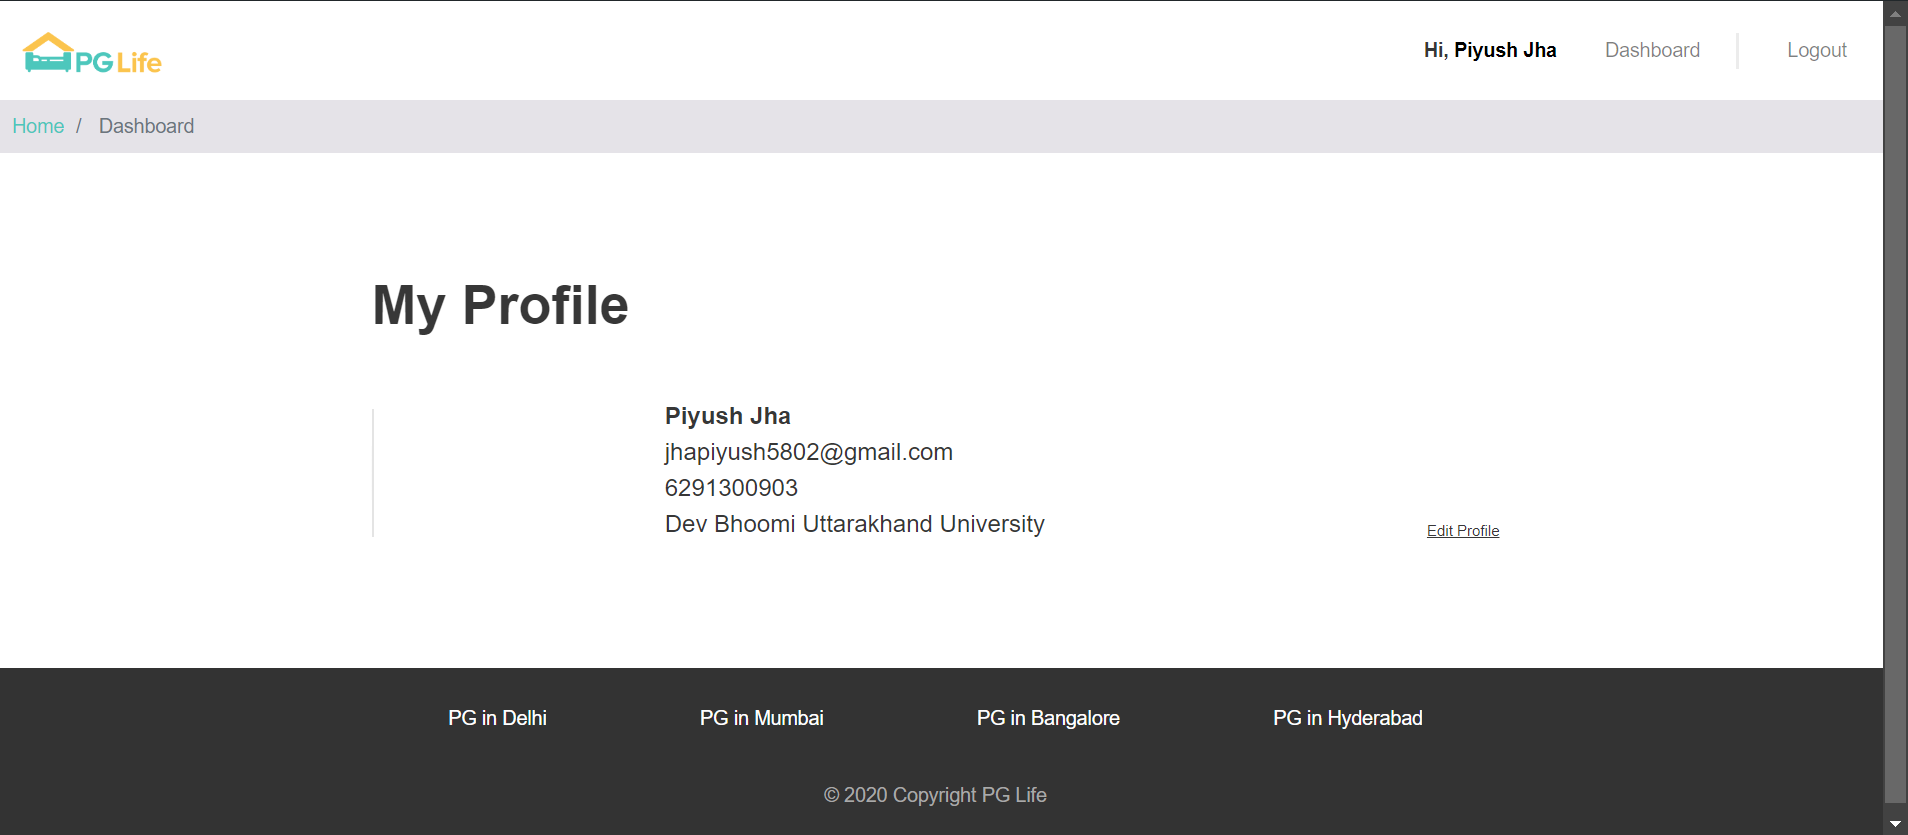 PG Life
Hi, Piyush Jha Dashboard Logout
Home / Dashboard
My Profile
Piyush Jha
jhapiyush5802@gmail.com
6291300903
Dev Bhoomi Uttarakhand University
Edit Profile
PG in Delhi PG in Mumbai PG in Bangalore PG in Hyderabad
© 2020 Copyright PG Life